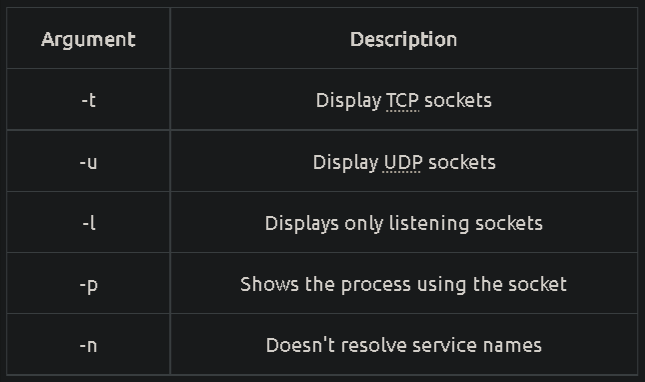 Argument Description
-t Display TCP sockets
-u Display UDP sockets
-l Displays only listening sockets
-p Shows the process using the socket
-n Doesn't resolve service names